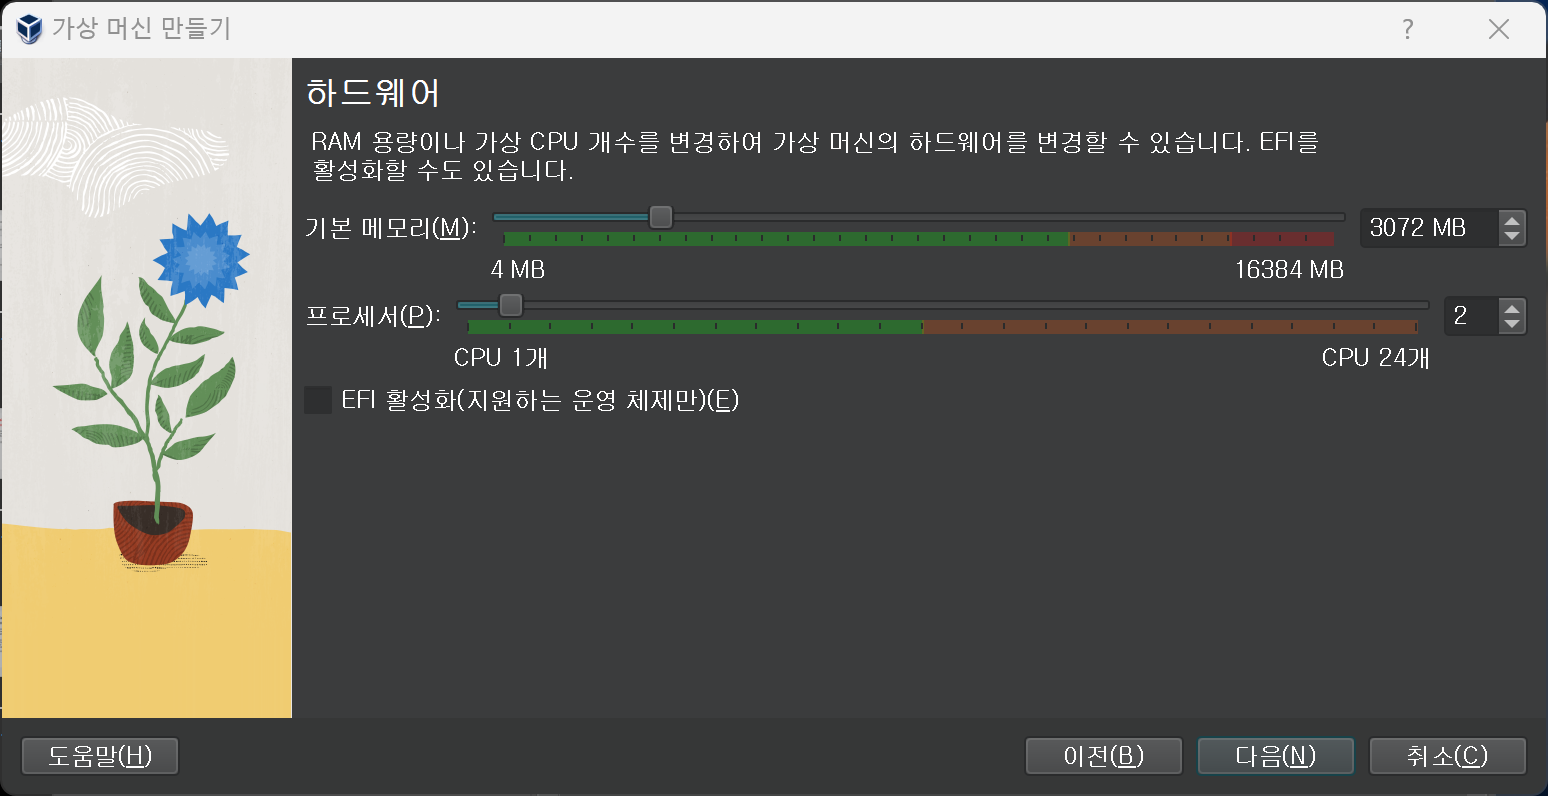 가상 머신 만들기
?
하드웨어
RAM 용량이나 가상 CPU 개수를 변경하여 가상 머신의 하드웨어를 변경할 수 있습니다. EFI를
활성화할 수도 있습니다.
기본 메모리(M): 3072 MB
4 MB 16384 MB
프로세서(P): 2
CPU 1개 CPU 24개
EFI 활성화(지원하는 운영 체제만)(E)
도움말(H) 이전(B) 다음(N) 취소(C)